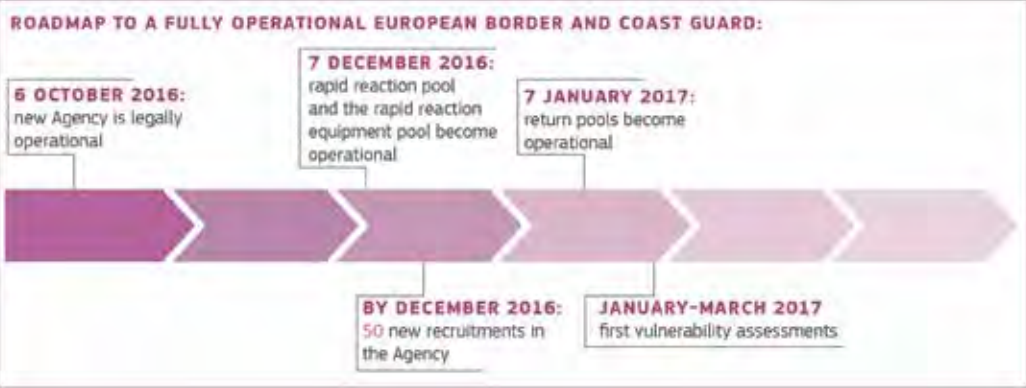 ROADMAP TO A FULLY OPERATIONAL EUROPEAN BORDER AND COAST GUARD:
6 OCTOBER 2016:
new Agency is legally
operational
7 DECEMBER 2016:
rapid reaction pool
and the rapid reaction
equipment pool become
operational
7 JANUARY 2017:
return pools become
operational
BY DECEMBER 2016:
50 new recruitments in
the Agency
JANUARY-MARCH 2017
first vulnerability assessments